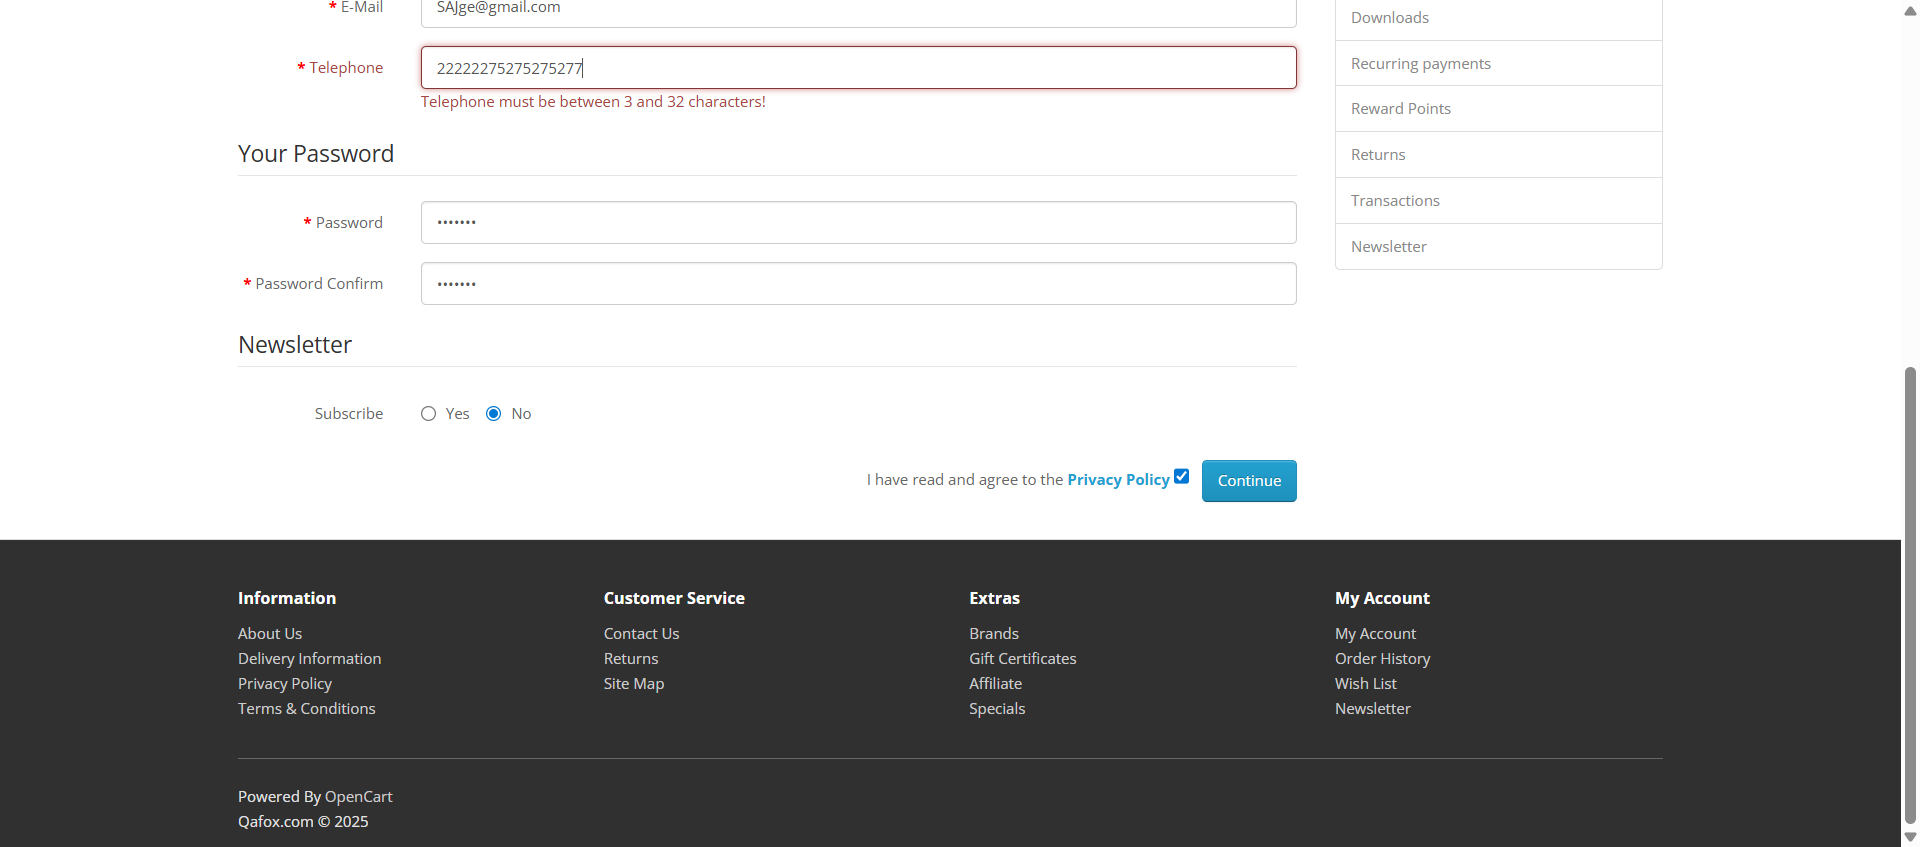 * E-Mail
SAJge@gmail.com
* Telephone
22222275275275277
Telephone must be between 3 and 32 characters!
Your Password
* Password
•••••••
* Password Confirm
•••••••
Newsletter
Subscribe
Yes
No
I have read and agree to the Privacy Policy
Continue
Downloads
Recurring payments
Reward Points
Returns
Transactions
Newsletter
Information
About Us
Delivery Information
Privacy Policy
Terms & Conditions
Customer Service
Contact Us
Returns
Site Map
Extras
Brands
Gift Certificates
Affiliate
Specials
My Account
My Account
Order History
Wish List
Newsletter
Powered By OpenCart
Qafox.com © 2025